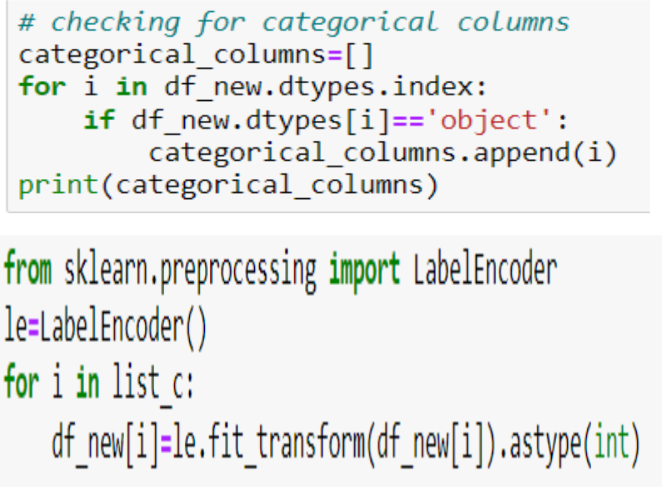 # checking for categorical columns
categorical_columns=[]
for i in df_new.dtypes.index:
    if df_new.dtypes[i]=='object':
        categorical_columns.append(i)
print(categorical_columns)
from sklearn.preprocessing import LabelEncoder
le=LabelEncoder()
for i in list_c:
    df_new[i]=le.fit_transform(df_new[i]).astype(int)